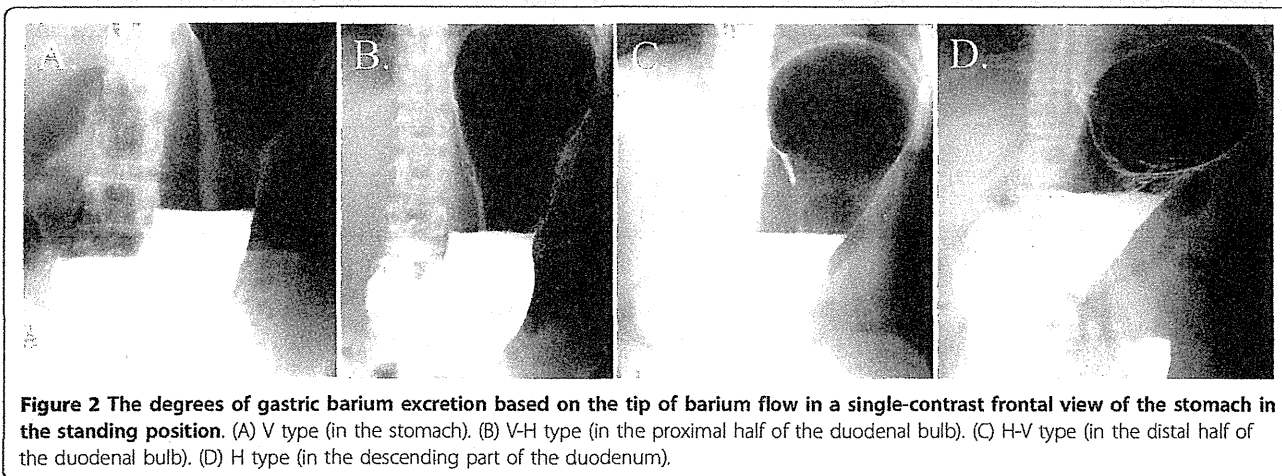 A. B. C D.
Figure 2 The degrees of gastric barium excretion based on the tip of barium flow in a single-contrast frontal view of the stomach in
the standing position. (A) V type (in the stomach). (B) V-H type (in the proximal half of the duodenal bulb). (C) H-V type (in the distal half of
the duodenal bulb). (D) H type (in the descending part of the duodenum).